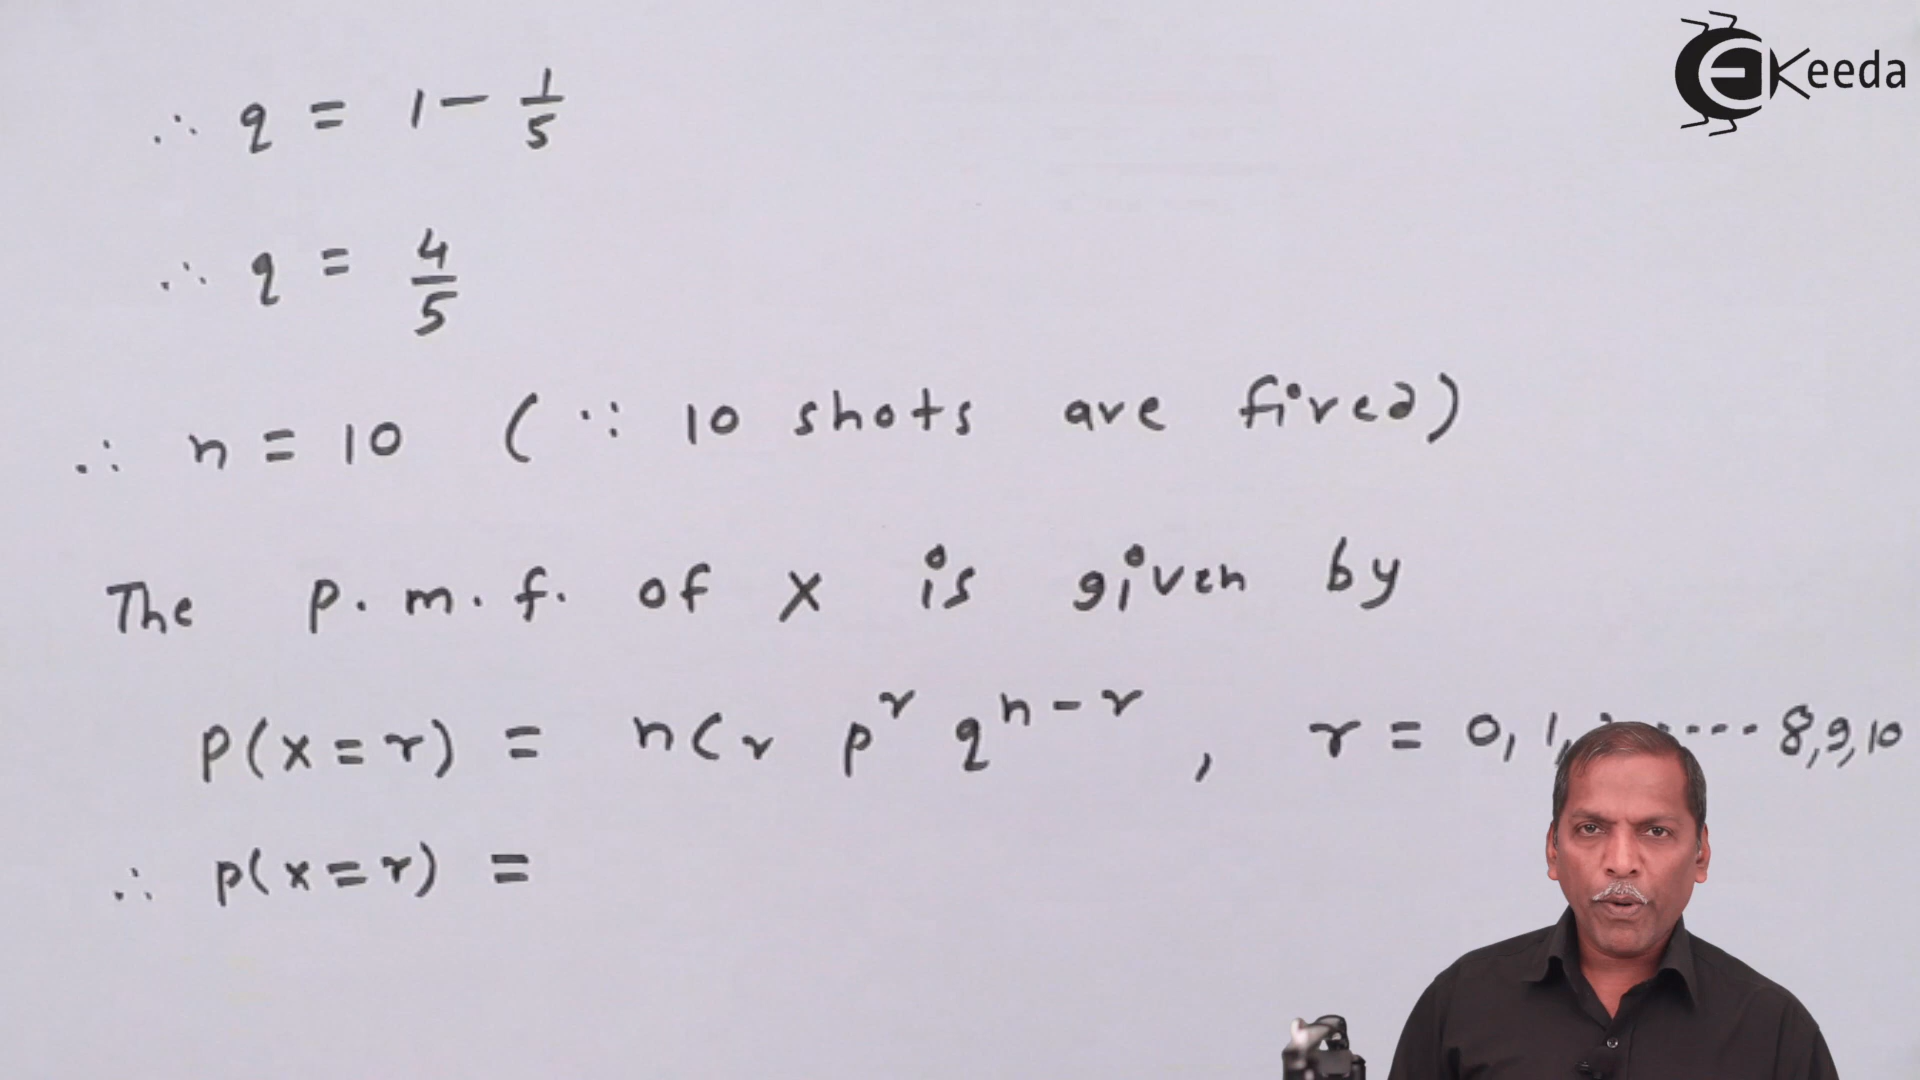 EKeeda
∴ q = 1 - 1/5
∴ q = 4/5
∴ n = 10 (∵ 10 shots are fired)
The p.m.f. of X is given by
P(X=r) = nCr p^r q^(n-r), r = 0, 1, .... 8, 9, 10
∴ P(X=r) =